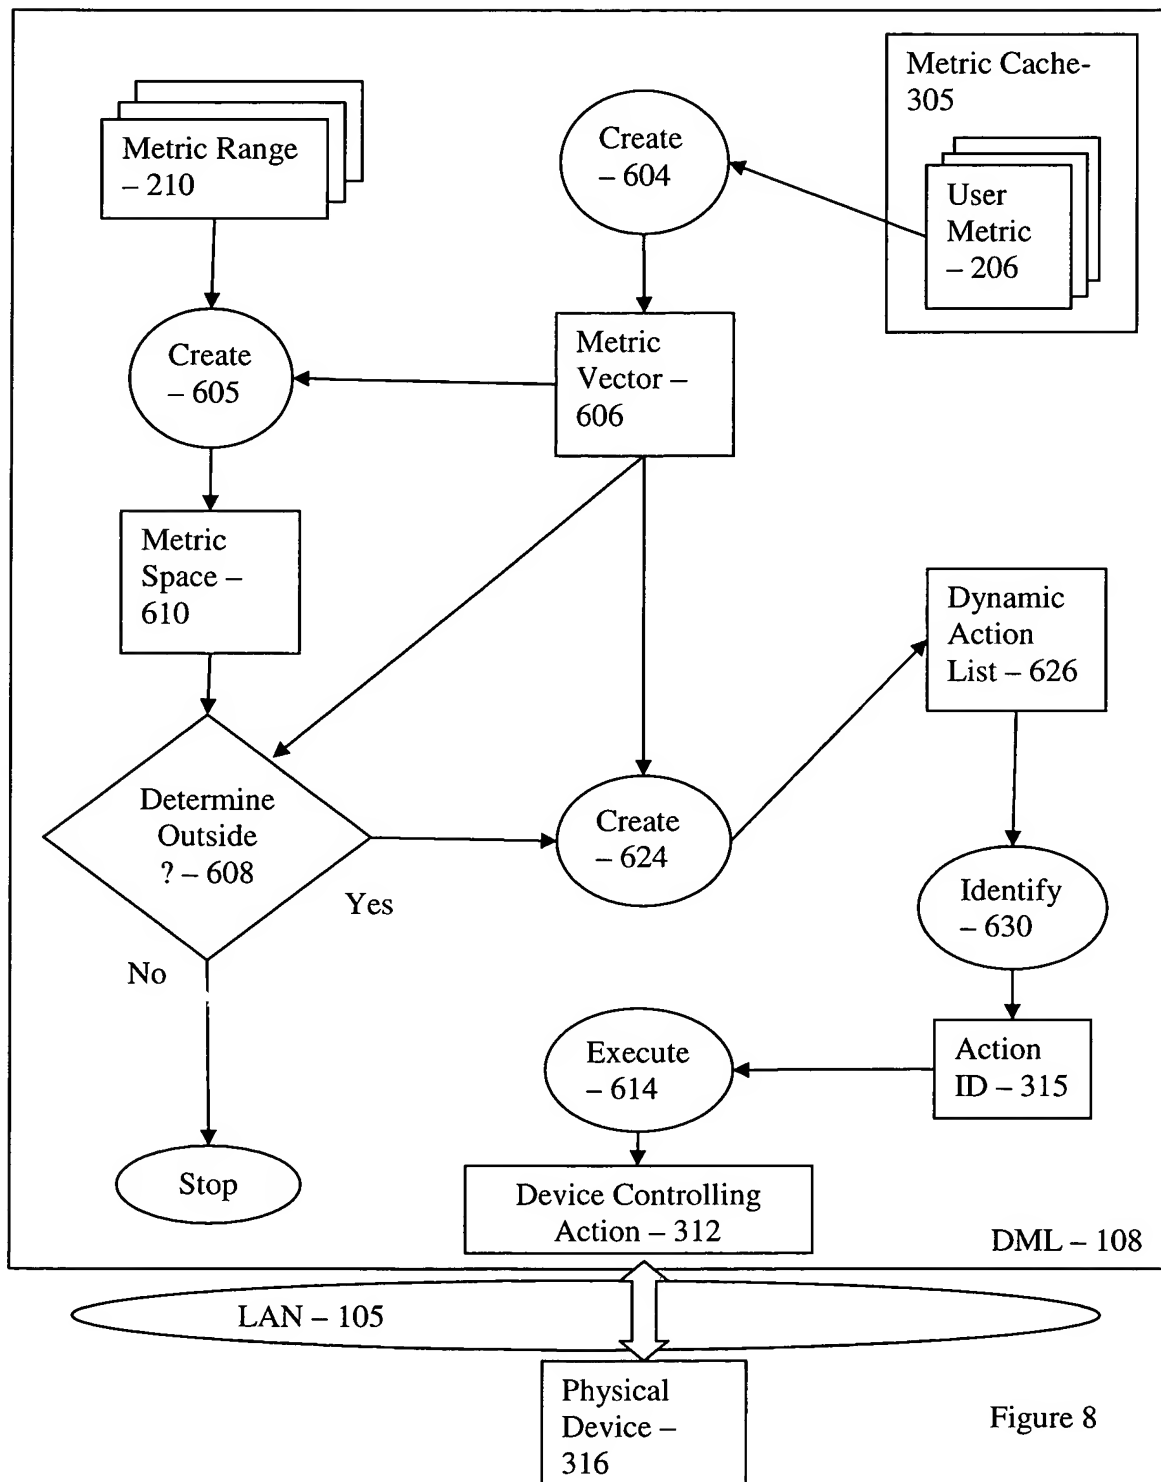 Metric Range
– 210
Create
– 604
Metric Cache-
305
User
Metric
– 206
Create
– 605
Metric
Vector –
606
Metric
Space –
610
Dynamic
Action
List – 626
Determine
Outside
? – 608
Yes
No
Create
– 624
Identify
– 630
Execute
– 614
Action
ID – 315
Stop
Device Controlling
Action – 312
DML – 108
LAN – 105
Physical
Device –
316
Figure 8